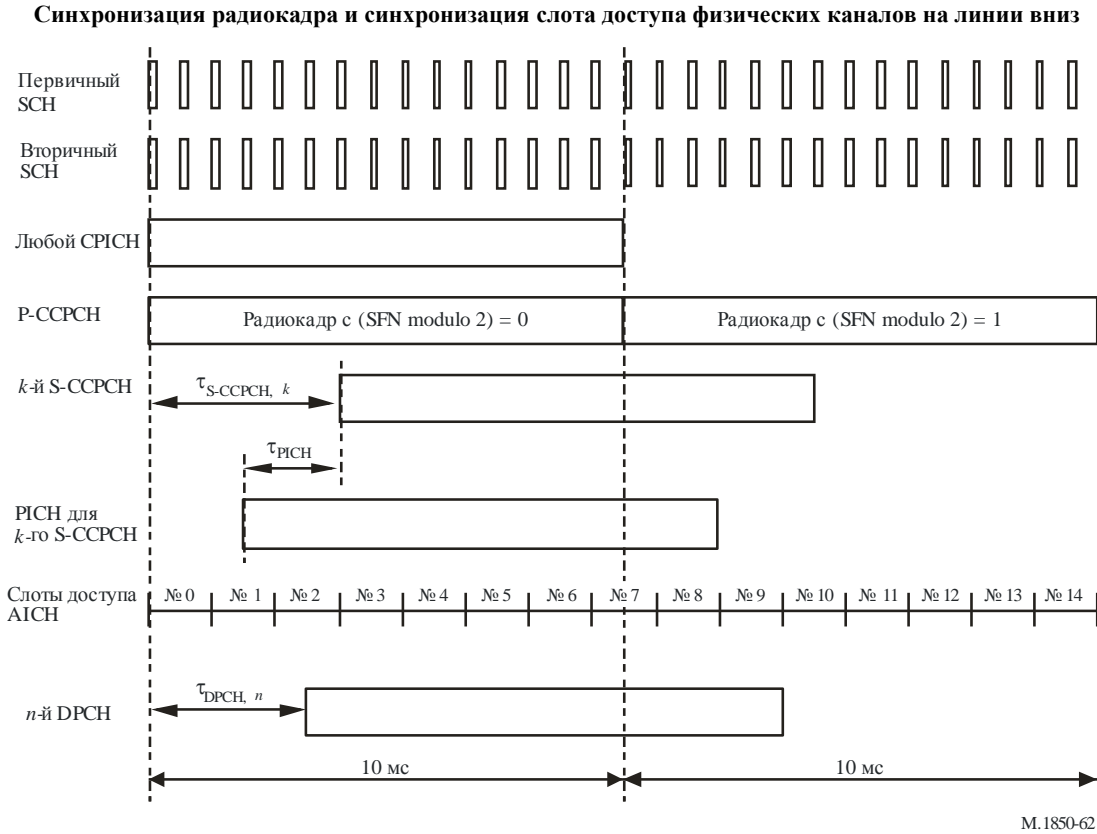 Синхронизация радиокадра и синхронизация слота доступа физических каналов на линии вниз
Первичный
SCH
Вторичный
SCH
Любой CPICH
P-CCPCH
Радиокадр с (SFN modulo 2) = 0
Радиокадр с (SFN modulo 2) = 1
k-й S-CCPCH
τS-CCPCH, k
τPICH
PICH для
k-го S-CCPCH
Слоты доступа
AICH
№ 0 № 1 № 2 № 3 № 4 № 5 № 6 № 7 № 8 № 9 № 10 № 11 № 12 № 13 № 14
τDPCH, n
n-й DPCH
10 мс
10 мс
M.1850-62